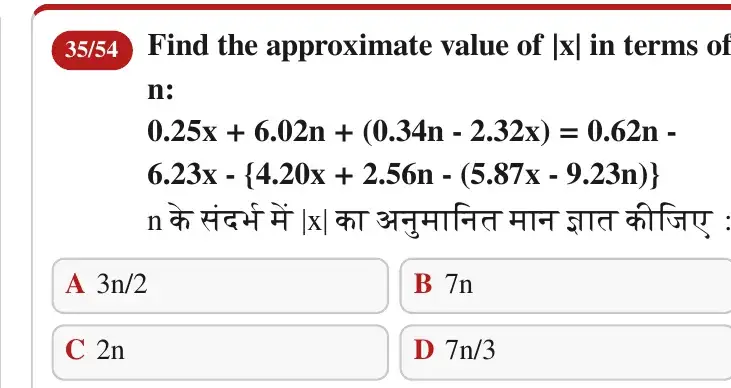 35/54 Find the approximate value of |x| in terms of
n:
0.25x + 6.02n + (0.34n - 2.32x) = 0.62n -
6.23x - {4.20x + 2.56n - (5.87x - 9.23n)}
n के संदर्भ में |x| का अनुमानित मान ज्ञात कीजिए :
A 3n/2
B 7n
C 2n
D 7n/3